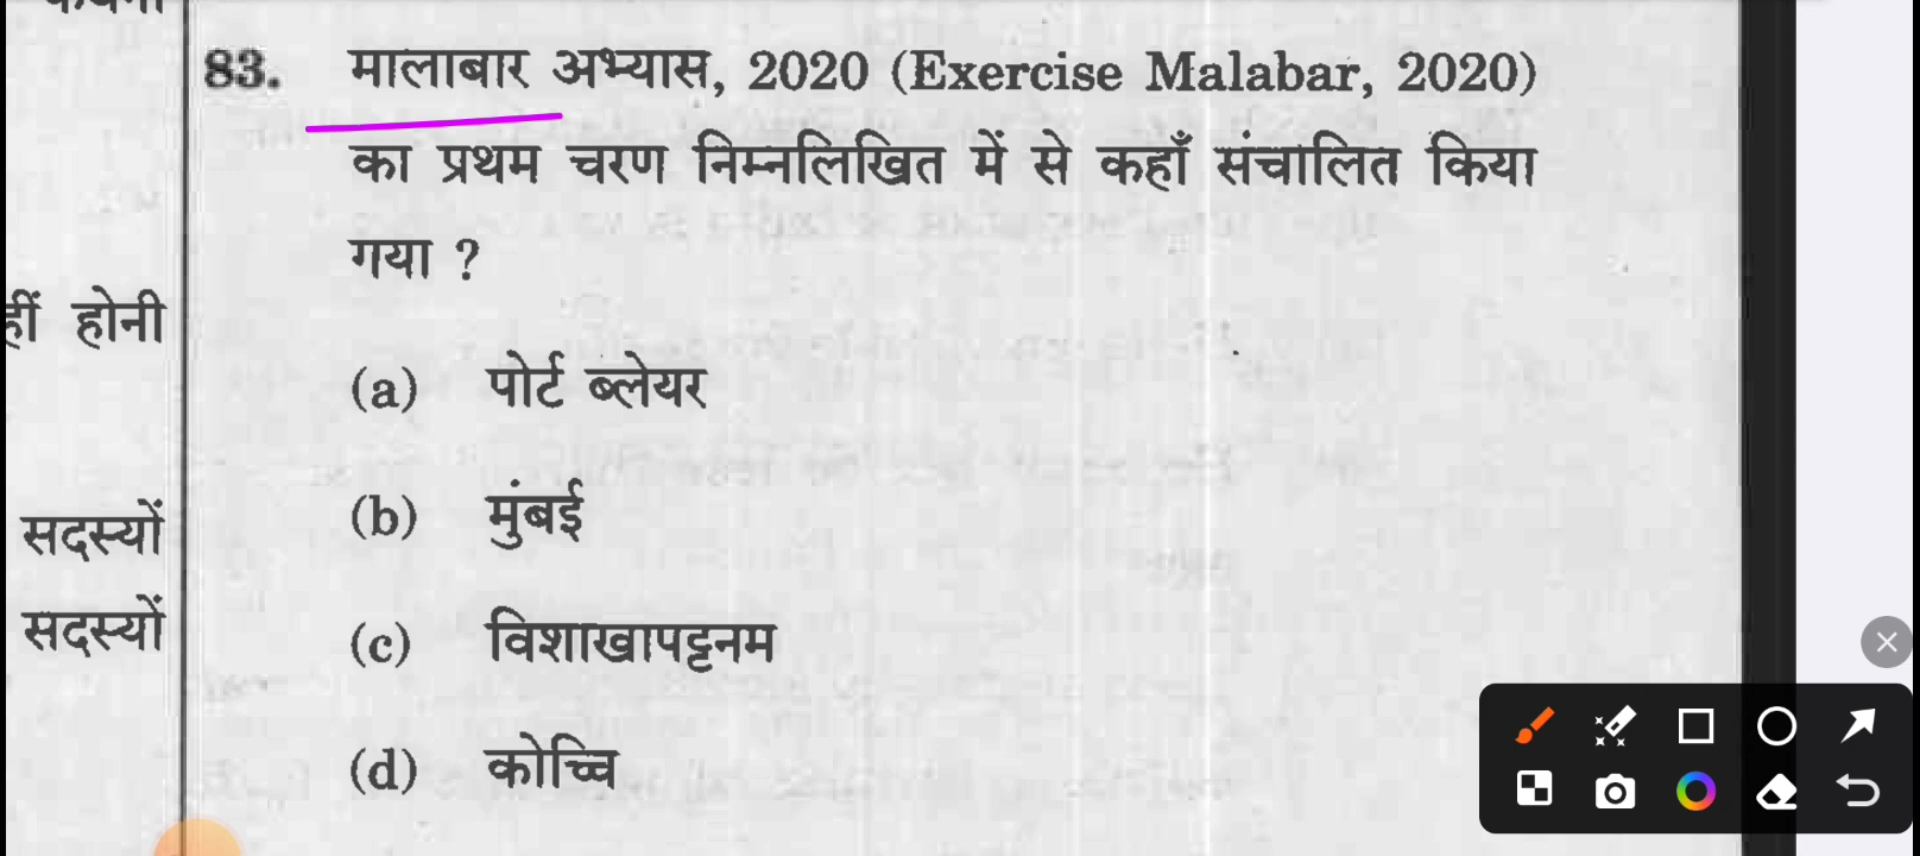 83. मालाबार अभ्यास, 2020 (Exercise Malabar, 2020)
का प्रथम चरण निम्नलिखित में से कहाँ संचालित किया
गया ?
(a) पोर्ट ब्लेयर
(b) मुंबई
(c) विशाखापट्टनम
(d) कोच्चि
होनी
सदस्यों
सदस्यों